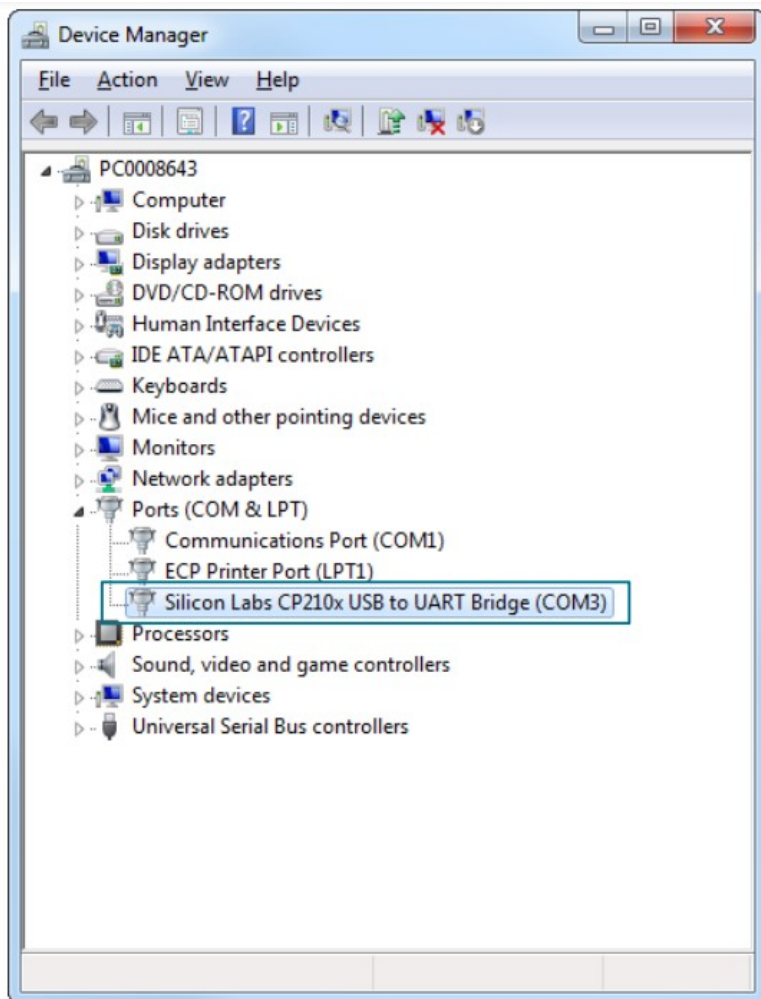 Device Manager
File Action View Help
PC0008643
Computer
Disk drives
Display adapters
DVD/CD-ROM drives
Human Interface Devices
IDE ATA/ATAPI controllers
Keyboards
Mice and other pointing devices
Monitors
Network adapters
Ports (COM & LPT)
Communications Port (COM1)
ECP Printer Port (LPT1)
Silicon Labs CP210x USB to UART Bridge (COM3)
Processors
Sound, video and game controllers
System devices
Universal Serial Bus controllers